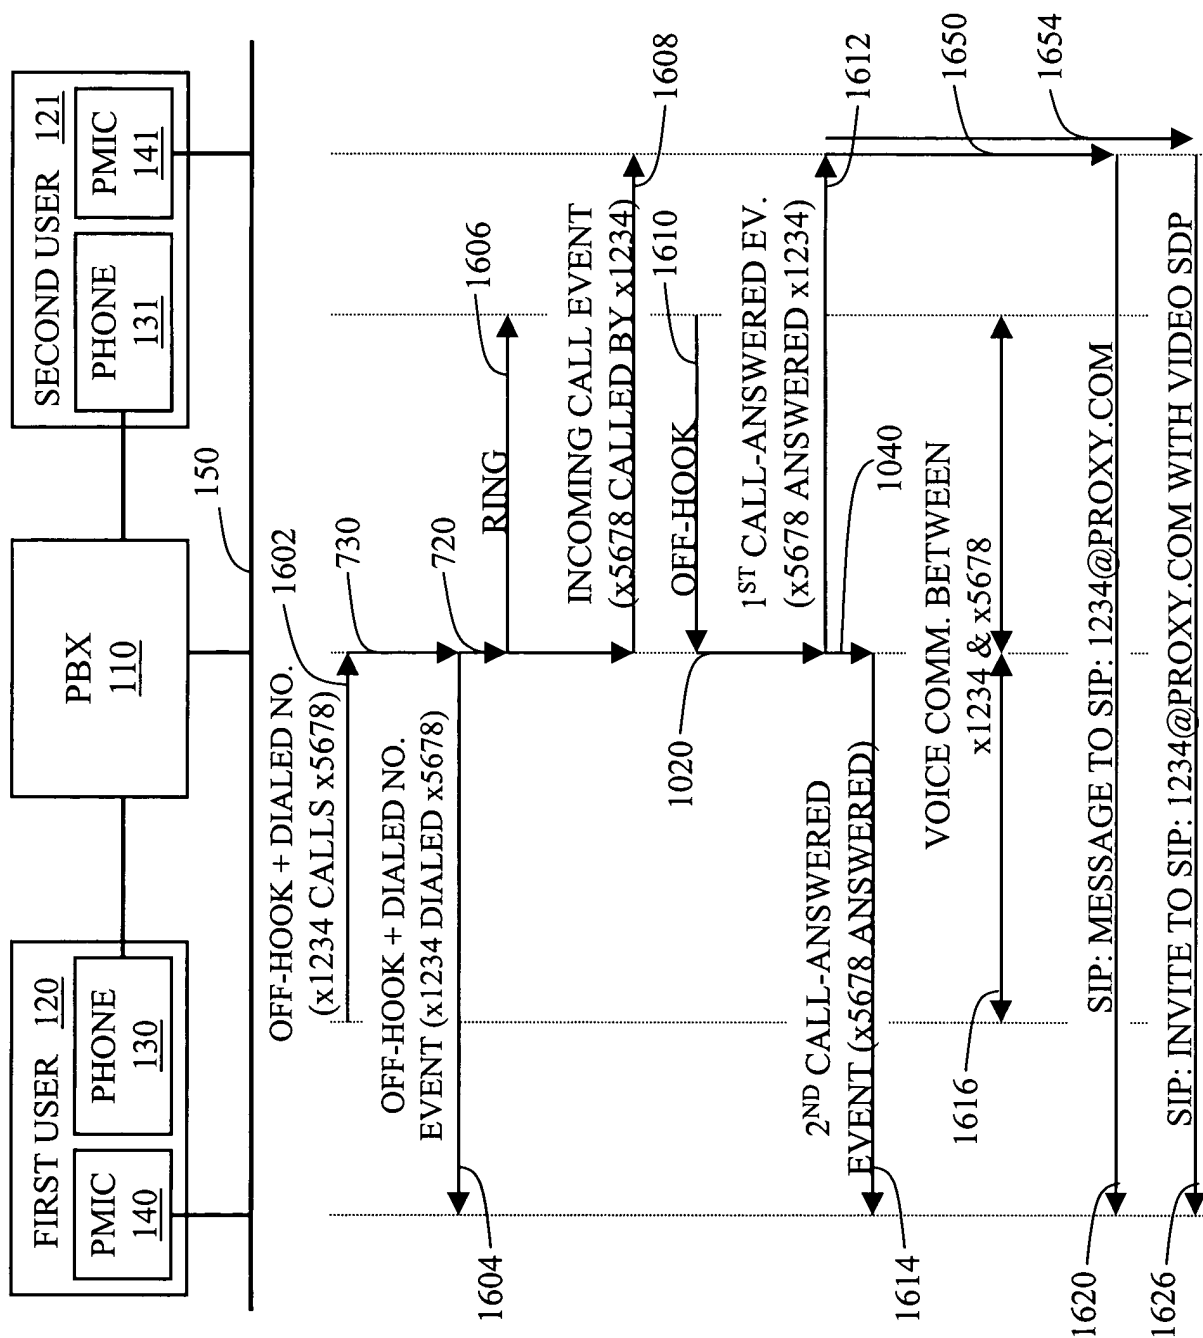 FIRST USER 120
PMIC
140
PHONE
130
PBX
110
SECOND USER 121
PHONE
131
PMIC
141
150
OFF-HOOK + DIALED NO.
(x1234 CALLS x5678)
1602
730
OFF-HOOK + DIALED NO.
EVENT (x1234 DIALED x5678)
1604
720
RING
1606
INCOMING CALL EVENT
(x5678 CALLED BY x1234)
1608
OFF-HOOK
1610
1020
1ST CALL-ANSWERED EV.
(x5678 ANSWERED x1234)
1612
1040
2ND CALL-ANSWERED
EVENT (x5678 ANSWERED)
1614
VOICE COMM. BETWEEN
x1234 & x5678
1616
1650
1654
SIP: MESSAGE TO SIP: 1234@PROXY.COM
1620
SIP: INVITE TO SIP: 1234@PROXY.COM WITH VIDEO SDP
1626